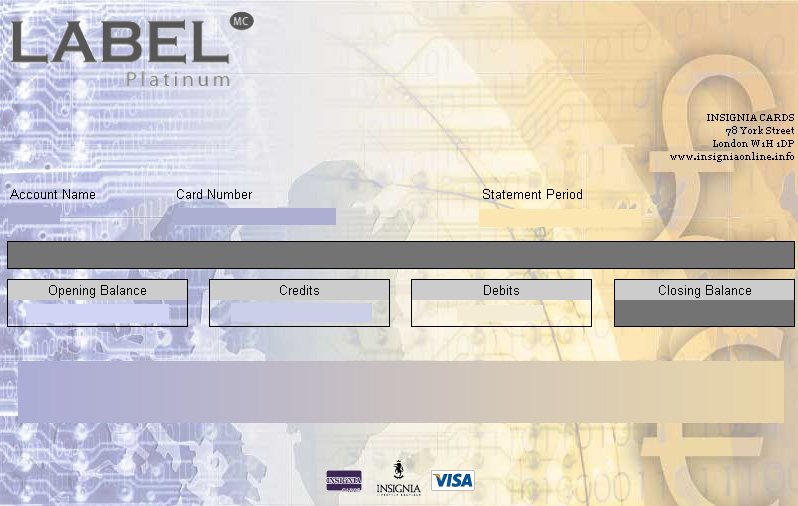 LABEL MC
Platinum
INSIGNIA CARDS
78 York Street
London W1H 1DP
www.insigniaonline.info
Account Name Card Number Statement Period
Opening Balance Credits Debits Closing Balance
INSIGNIA
CARDS
INSIGNIA
VISA